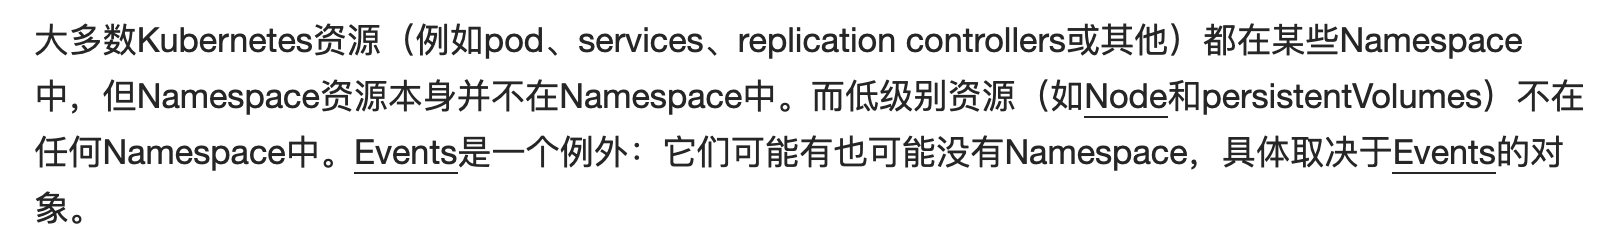 大多数Kubernetes资源（例如pod、services、replication controllers或其他）都在某些Namespace
中，但Namespace资源本身并不在Namespace中。而低级别资源（如Node和persistentVolumes）不在
任何Namespace中。Events是一个例外：它们可能有也可能没有Namespace，具体取决于Events的对
象。